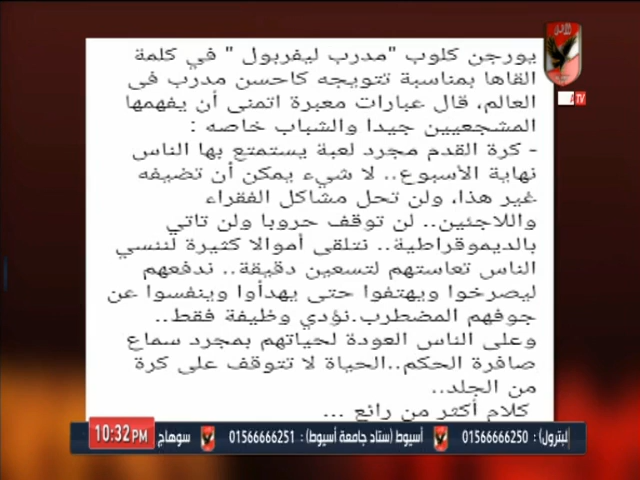 يورجن كلوب "مدرب ليفربول " في كلمة
القاها بمناسبة تتويجه كاحسن مدرب فى
العالم، قال عبارات معبرة اتمنى أن يفهمها
المشجعيين جيدا والشباب خاصه :
- كرة القدم مجرد لعبة يستمتع بها الناس
نهاية الأسبوع.. لا شيء يمكن أن تضيفه
غير هذا، ولن تحل مشاكل الفقراء
واللاجئين.. لن توقف حروبا ولن تاتي
بالديموقراطية.. نتلقى أموالا كثيرة لننسي
الناس تعاستهم لتسعين دقيقة.. ندفعهم
ليصرخوا ويهتفوا حتى يهدأوا وينفسوا عن
جوفهم المضطرب.نؤدي وظيفة فقط..
وعلى الناس العودة لحياتهم بمجرد سماع
صافرة الحكم..الحياة لا تتوقف على كرة
من الجلد..
كلام أكثر من رائع ...
لبترول) : 01566666250 أسيوط (ستاد جامعة أسيوط) : 01566666251 سوهاج
10:32 PM
TV